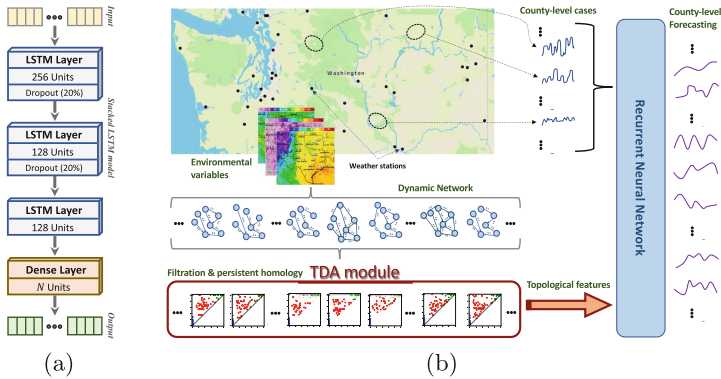 Input
LSTM Layer
256 Units
Dropout (20%)
LSTM Layer
128 Units
Dropout (20%)
LSTM Layer
128 Units
Stacked LSTM model
Dense Layer
N Units
Output
(a)
Washington
County-level cases
Environmental
variables
Weather stations
Dynamic Network
Filtration & persistent homology
TDA module
Topological features
Recurrent Neural Network
County-level
Forecasting
(b)